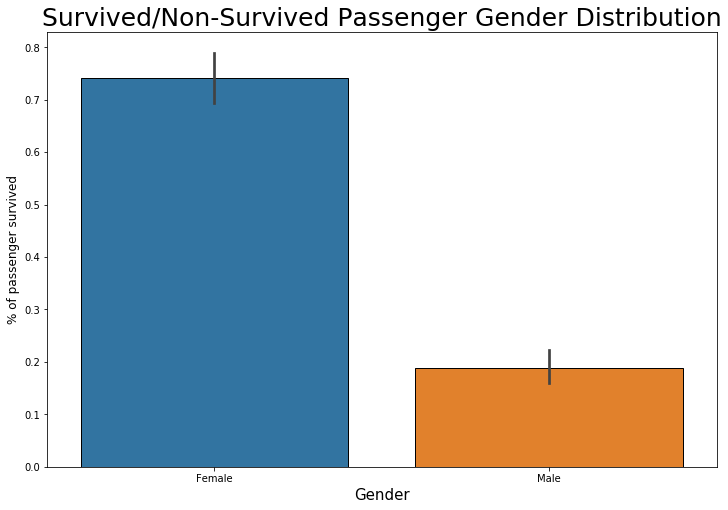 Survived/Non-Survived Passenger Gender Distribution
0.8
0.7
0.6
0.5
0.4
0.3
0.2
0.1
0.0
% of passenger survived
Female
Male
Gender